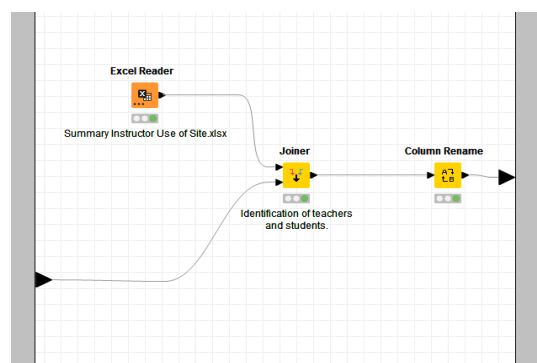 Excel Reader
Summary Instructor Use of Site.xlsx
Joiner
Column Rename
Identification of teachers
and students.